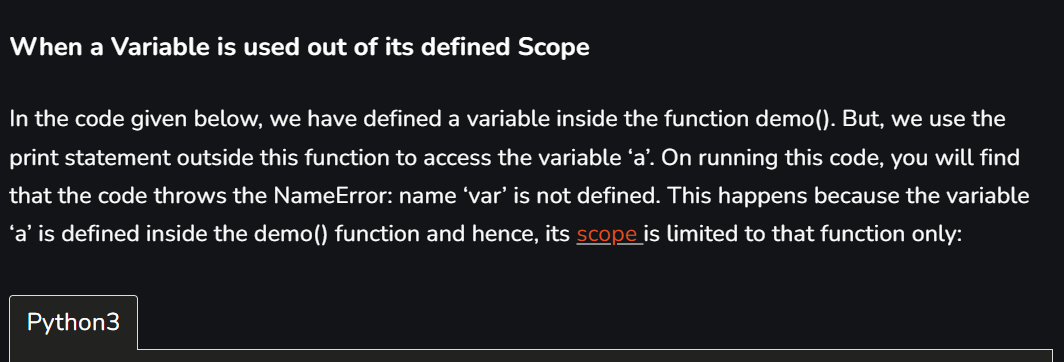 When a Variable is used out of its defined Scope
In the code given below, we have defined a variable inside the function demo(). But, we use the
print statement outside this function to access the variable ‘a’. On running this code, you will find
that the code throws the NameError: name ‘var’ is not defined. This happens because the variable
‘a’ is defined inside the demo() function and hence, its scope is limited to that function only:
Python3